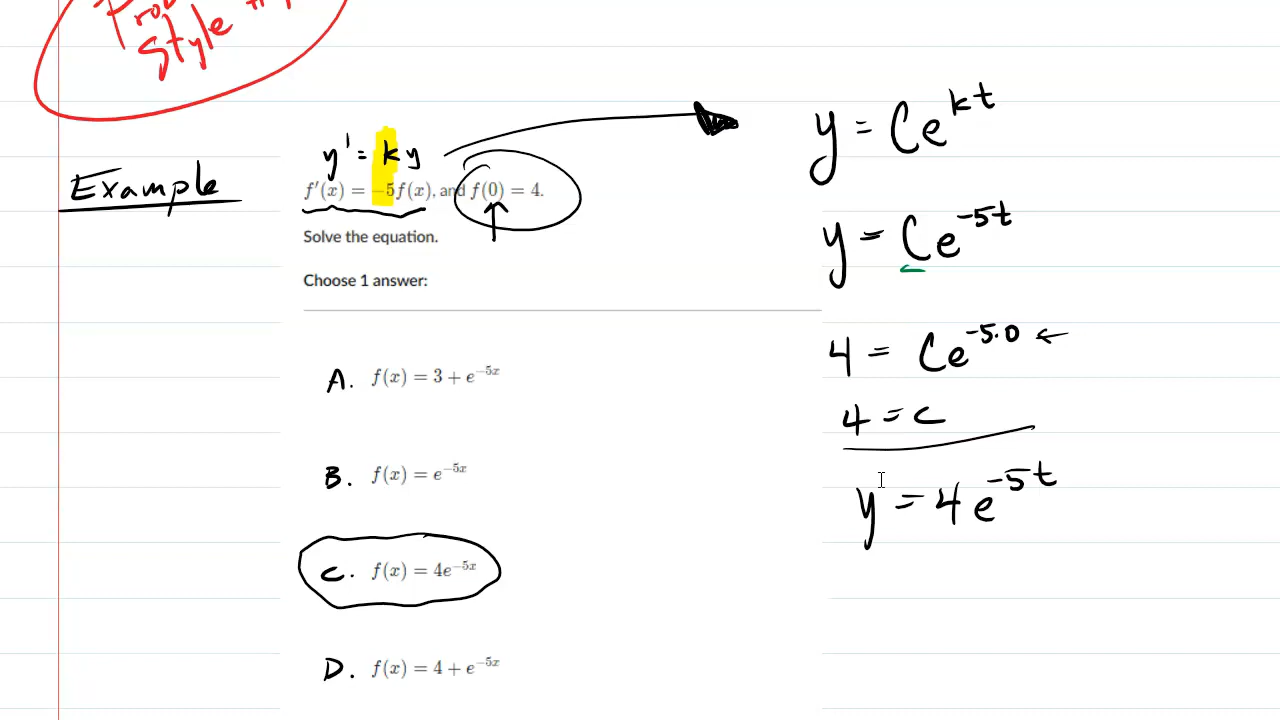 Style
Example
y' = ky
f'(x) = −5f(x), and f(0) = 4.
Solve the equation.
Choose 1 answer:
A. f(x) = 3 + e^{−5x}
B. f(x) = e^{−5x}
C. f(x) = 4e^{−5x}
D. f(x) = 4 + e^{−5x}
y = Ce^{kt}
y = Ce^{−5t}
4 = Ce^{−5·0} ←
4 = C
y = 4e^{−5t}